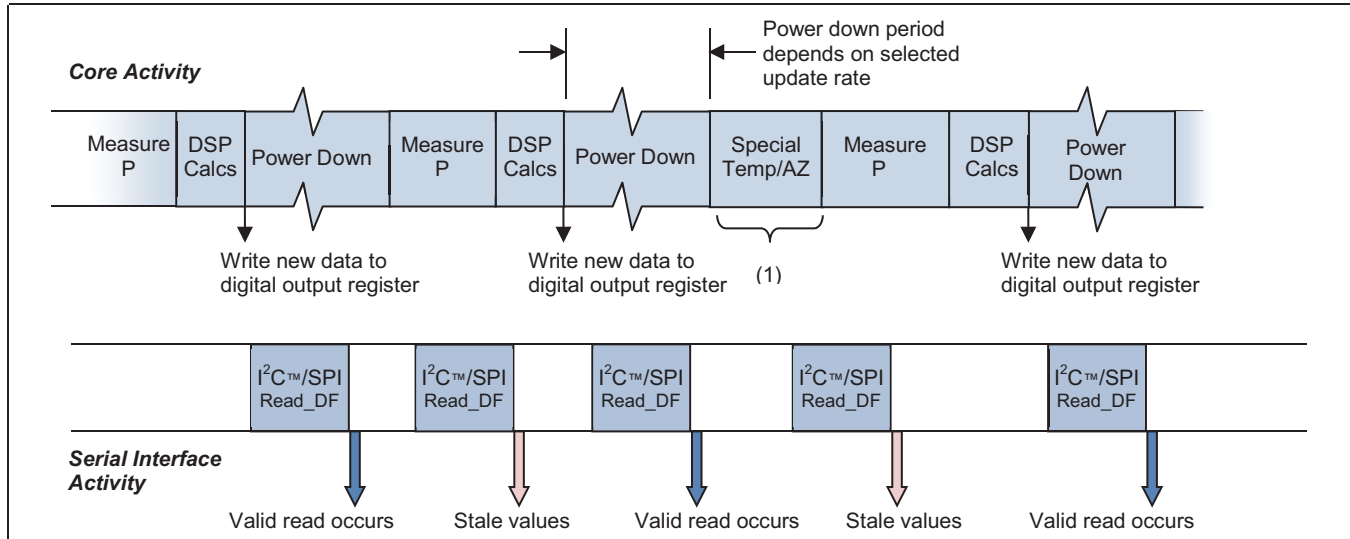 Power down period
depends on selected
update rate
Core Activity
Measure
P
DSP
Calcs
Power Down
Measure
P
DSP
Calcs
Power Down
Special
Temp/AZ
Measure
P
DSP
Calcs
Power
Down
Write new data to
digital output register
Write new data to
digital output register
(1)
Write new data to
digital output register
I²C™/SPI
Read_DF
I²C™/SPI
Read_DF
I²C™/SPI
Read_DF
I²C™/SPI
Read_DF
I²C™/SPI
Read_DF
Serial Interface
Activity
Valid read occurs
Stale values
Valid read occurs
Stale values
Valid read occurs